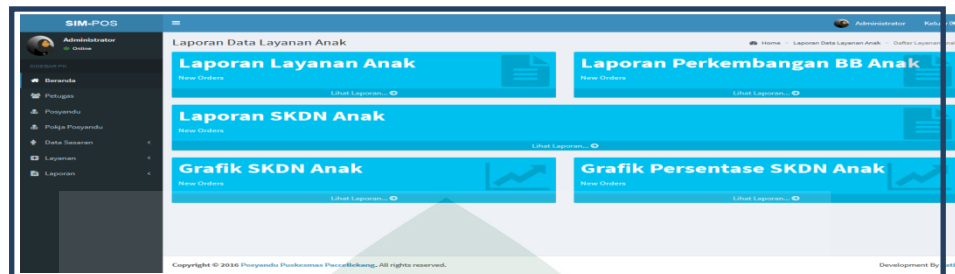 SIM-POS
Administrator Keluar
Administrator
Online
Laporan Data Layanan Anak
Home - Laporan Data Layanan Anak - Daftar Layanan Anak
Beranda
Petugas
Posyandu
Pokja Posyandu
Data Sasaran
Layanan
Laporan
Laporan Layanan Anak
New Orders
Lihat Laporan...
Laporan Perkembangan BB Anak
New Orders
Lihat Laporan...
Laporan SKDN Anak
New Orders
Lihat Laporan...
Grafik SKDN Anak
New Orders
Lihat Laporan...
Grafik Persentase SKDN Anak
New Orders
Lihat Laporan...
Copyright © 2016 Posyandu Puskesmas Paccellekang. All rights reserved.
Development By